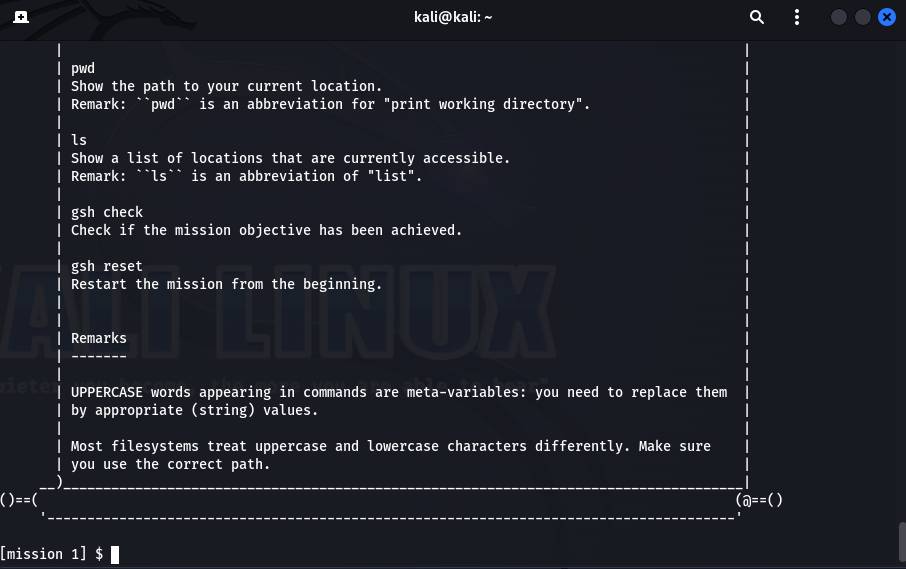 kali@kali: ~
|                                                                                      |
| pwd                                                                                  |
| Show the path to your current location.                                              |
| Remark: ``pwd`` is an abbreviation for "print working directory".                    |
|                                                                                      |
| ls                                                                                   |
| Show a list of locations that are currently accessible.                              |
| Remark: ``ls`` is an abbreviation of "list".                                         |
|                                                                                      |
| gsh check                                                                            |
| Check if the mission objective has been achieved.                                    |
|                                                                                      |
| gsh reset                                                                            |
| Restart the mission from the beginning.                                              |
|                                                                                      |
|                                                                                      |
| Remarks                                                                              |
| -------                                                                              |
|                                                                                      |
| UPPERCASE words appearing in commands are meta-variables: you need to replace them   |
| by appropriate (string) values.                                                      |
|                                                                                      |
| Most filesystems treat uppercase and lowercase characters differently. Make sure     |
| you use the correct path.                                                            |
__)_____________________________________________________________________________________|
()==(                                                                                       (@==()
'--------------------------------------------------------------------------------------'
[mission 1] $
KALI LINUX